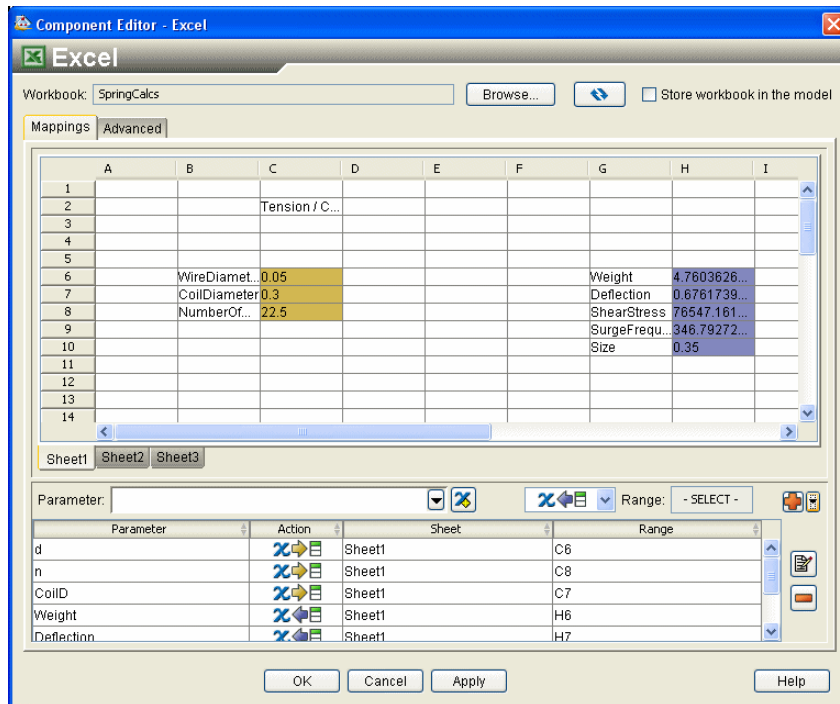 Component Editor - Excel
Excel
Workbook: SpringCalcs Browse... Store workbook in the model
Mappings Advanced
A B C D E F G H I
1
2 Tension / C...
3
4
5
6 WireDiamet... 0.05 Weight 4.7603626...
7 CoilDiameter 0.3 Deflection 0.6761739...
8 NumberOf... 22.5 ShearStress 76547.161...
9 SurgeFrequ... 346.79272...
10 Size 0.35
11
12
13
14
Sheet1 Sheet2 Sheet3
Parameter: Range: - SELECT -
Parameter Action Sheet Range
d Sheet1 C6
n Sheet1 C8
CoilD Sheet1 C7
Weight Sheet1 H6
Deflection Sheet1 H7
OK Cancel Apply Help